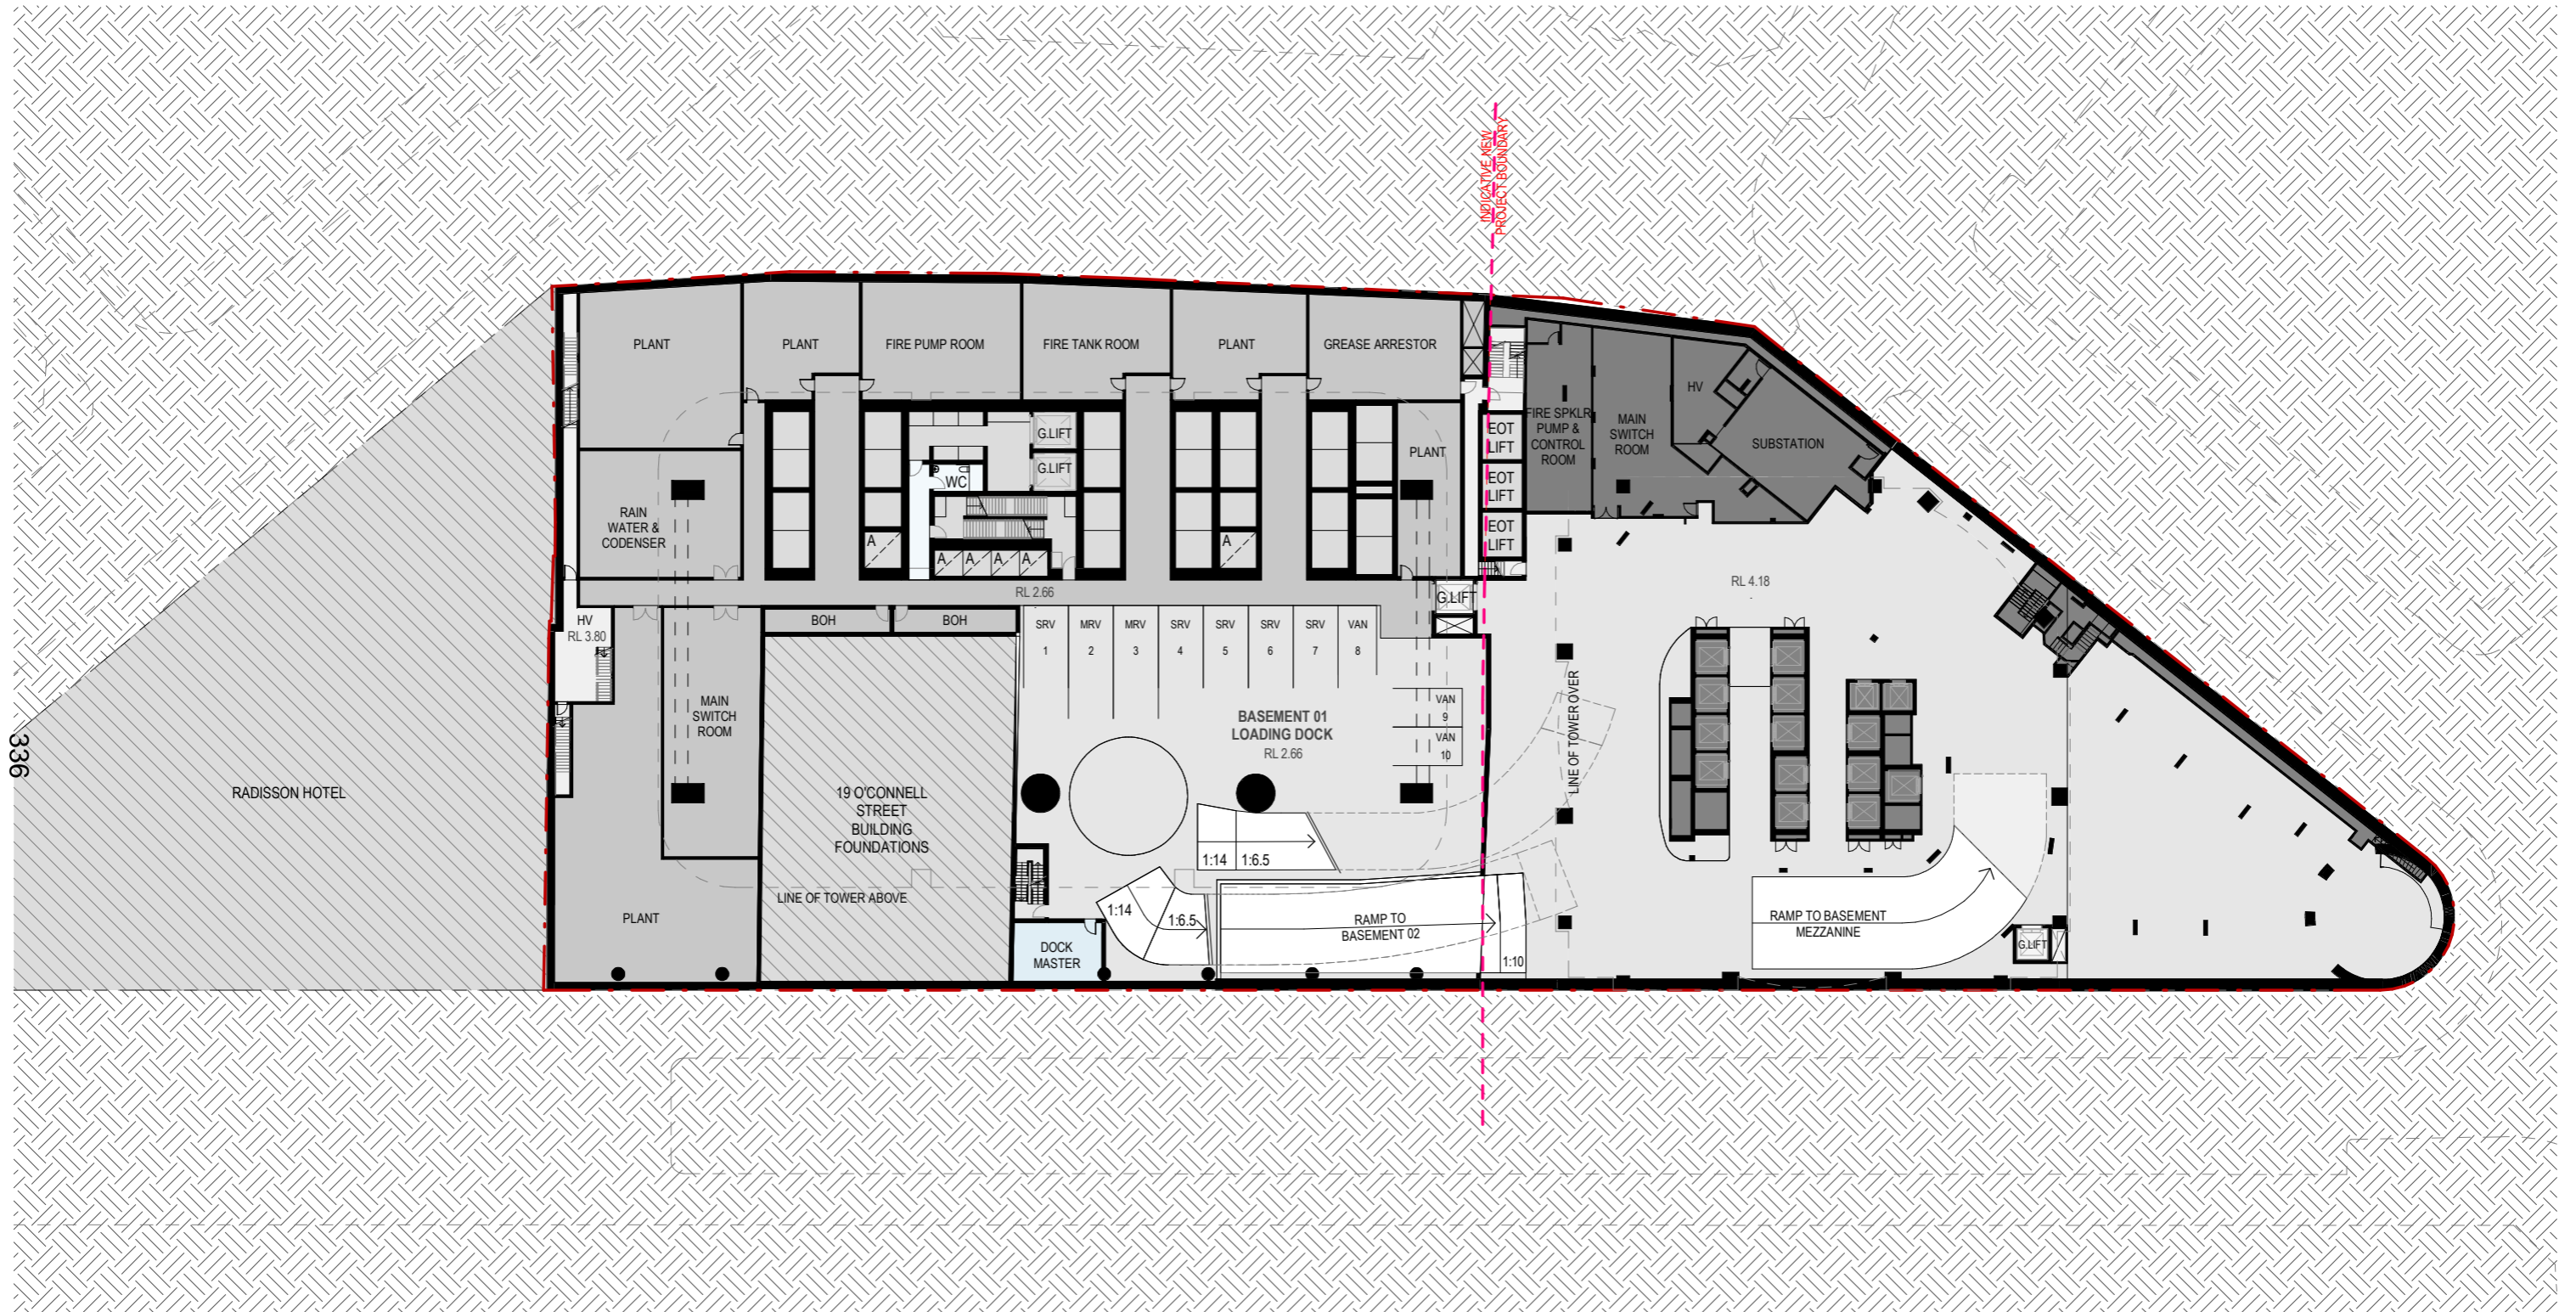 INDICATIVE NEW
PROJECT BOUNDARY
PLANT
PLANT
FIRE PUMP ROOM
FIRE TANK ROOM
PLANT
GREASE ARRESTOR
HV
G.LIFT
G.LIFT
WC
PLANT
EOT
LIFT
EOT
LIFT
EOT
LIFT
FIRE SPKLR
PUMP &
CONTROL
ROOM
MAIN
SWITCH
ROOM
SUBSTATION
RAIN
WATER &
CODENSER
A
A
A
A
A
A
RL 2.66
RL 4.18
G.LIFT
HV
RL 3.80
BOH
BOH
SRV
1
MRV
2
MRV
3
SRV
4
SRV
5
SRV
6
SRV
7
VAN
8
VAN
9
VAN
10
MAIN
SWITCH
ROOM
BASEMENT 01
LOADING DOCK
RL 2.66
LINE OF TOWER OVER
336
RADISSON HOTEL
19 O'CONNELL
STREET
BUILDING
FOUNDATIONS
1:14
1:6.5
LINE OF TOWER ABOVE
1:14
1:6.5
RAMP TO
BASEMENT 02
1:10
PLANT
DOCK
MASTER
RAMP TO BASEMENT
MEZZANINE
G.LIFT